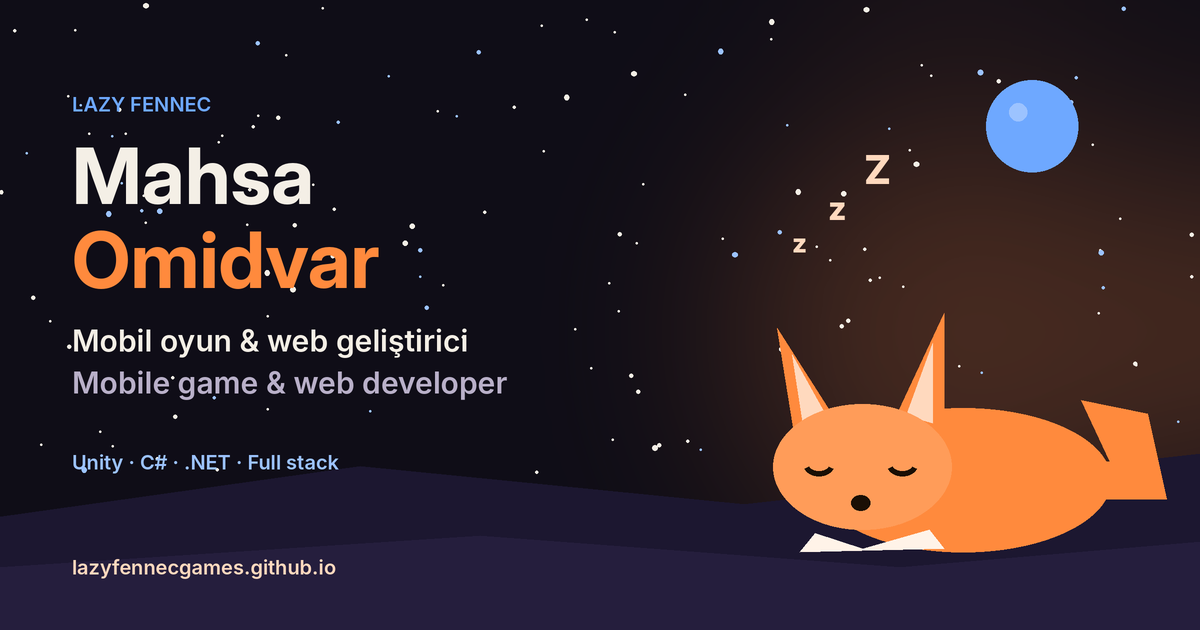 LAZY FENNEC
Mahsa
Omidvar
Mobil oyun & web geliştirici
Mobile game & web developer
Unity · C# · .NET · Full stack
lazyfennecgames.github.io
Z
z
z